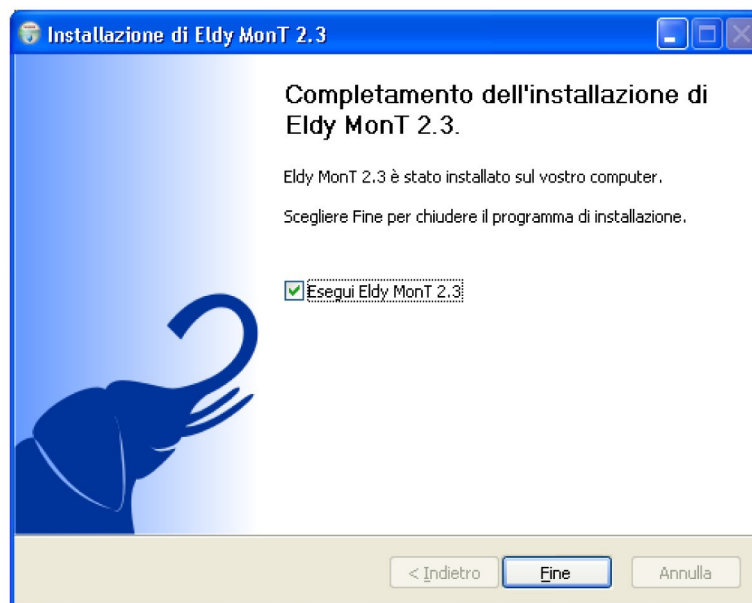 Installazione di Eldy MonT 2.3
Completamento dell'installazione di
Eldy MonT 2.3.
Eldy MonT 2.3 è stato installato sul vostro computer.
Scegliere Fine per chiudere il programma di installazione.
Esegui Eldy MonT 2.3
< Indietro
Fine
Annulla